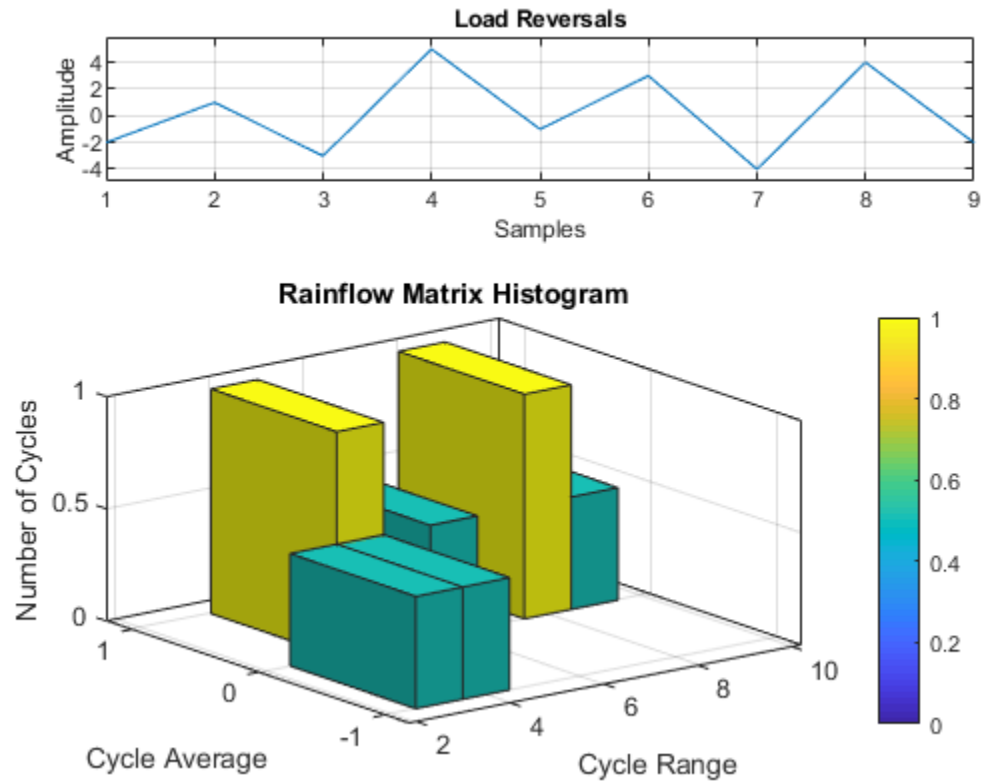 Load Reversals
Amplitude
4
2
0
-2
-4
1 2 3 4 5 6 7 8 9
Samples
Rainflow Matrix Histogram
Number of Cycles
1
0.5
0
1
0
-1
Cycle Average
2
4
6
8
10
Cycle Range
1
0.8
0.6
0.4
0.2
0